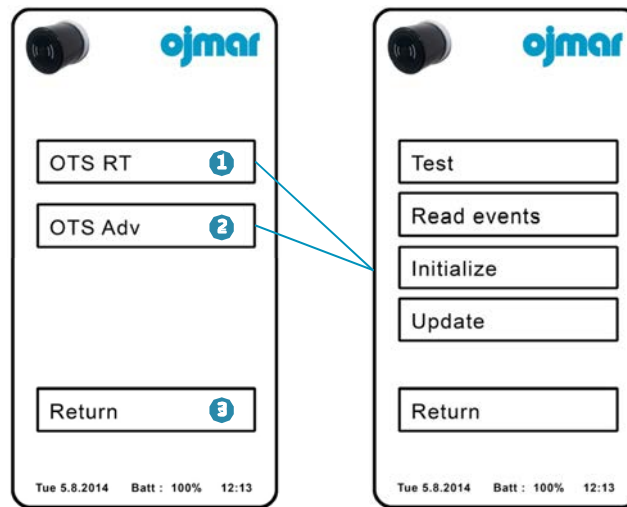 ojmar
OTS RT 1
OTS Adv 2
Return 3
Tue 5.8.2014 Batt : 100% 12:13
ojmar
Test
Read events
Initialize
Update
Return
Tue 5.8.2014 Batt : 100% 12:13